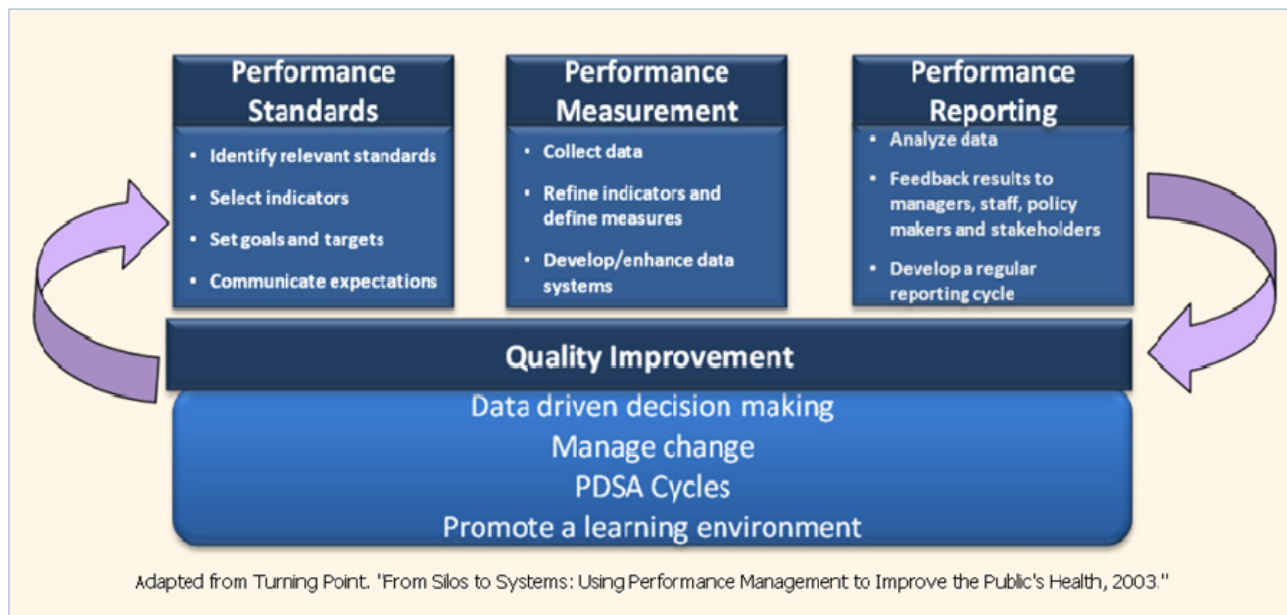 Performance
Standards
• Identify relevant standards
• Select indicators
• Set goals and targets
• Communicate expectations
Performance
Measurement
• Collect data
• Refine indicators and
define measures
• Develop/enhance data
systems
Performance
Reporting
• Analyze data
• Feedback results to
managers, staff, policy
makers and stakeholders
• Develop a regular
reporting cycle
Quality Improvement
Data driven decision making
Manage change
PDSA Cycles
Promote a learning environment
Adapted from Turning Point. "From Silos to Systems: Using Performance Management to Improve the Public's Health, 2003."